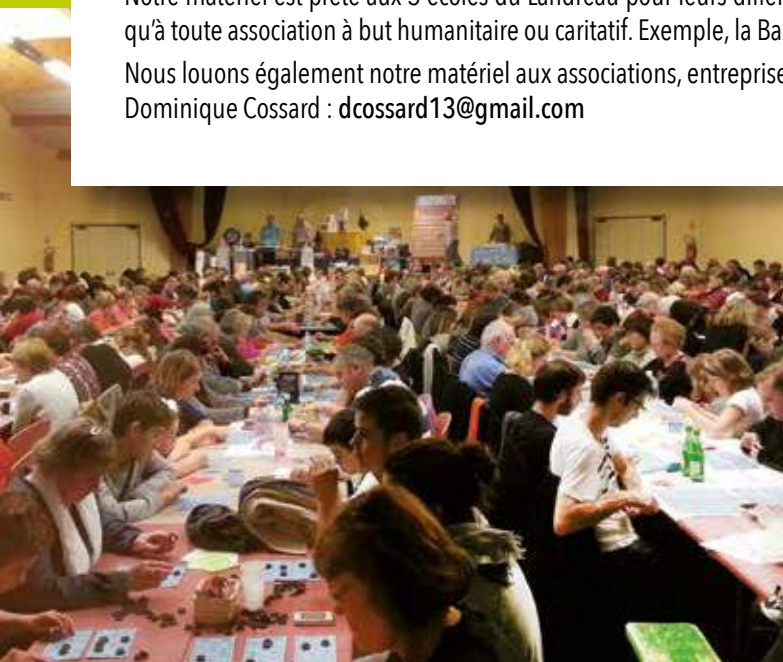 Notre matériel est prêté aux 3 écoles du Landreau pour leurs
qu’à toute association à but humanitaire ou caritatif. Exemple, la
Nous louons également notre matériel aux associations,
Dominique Cossard : dcossard13@gmail.com